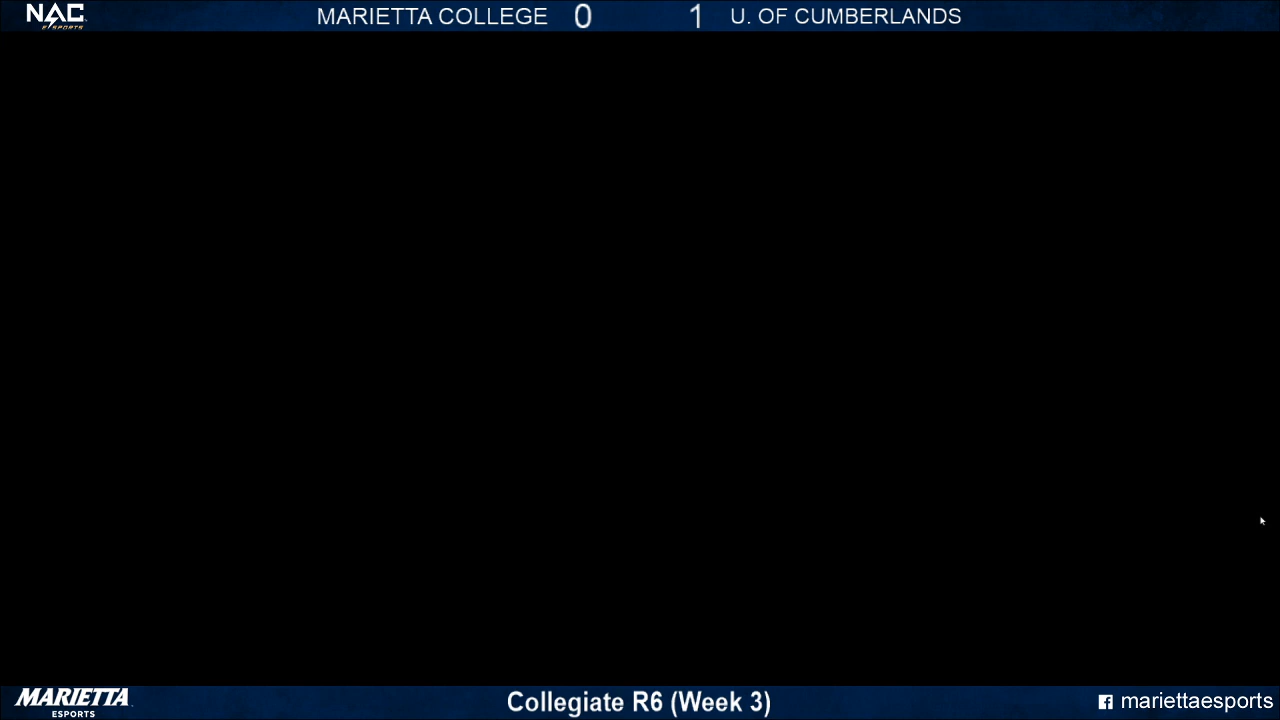 NAC
ESPORTS
MARIETTA COLLEGE 0 1 U. OF CUMBERLANDS
MARIETTA
ESPORTS
Collegiate R6 (Week 3)
mariettaesports